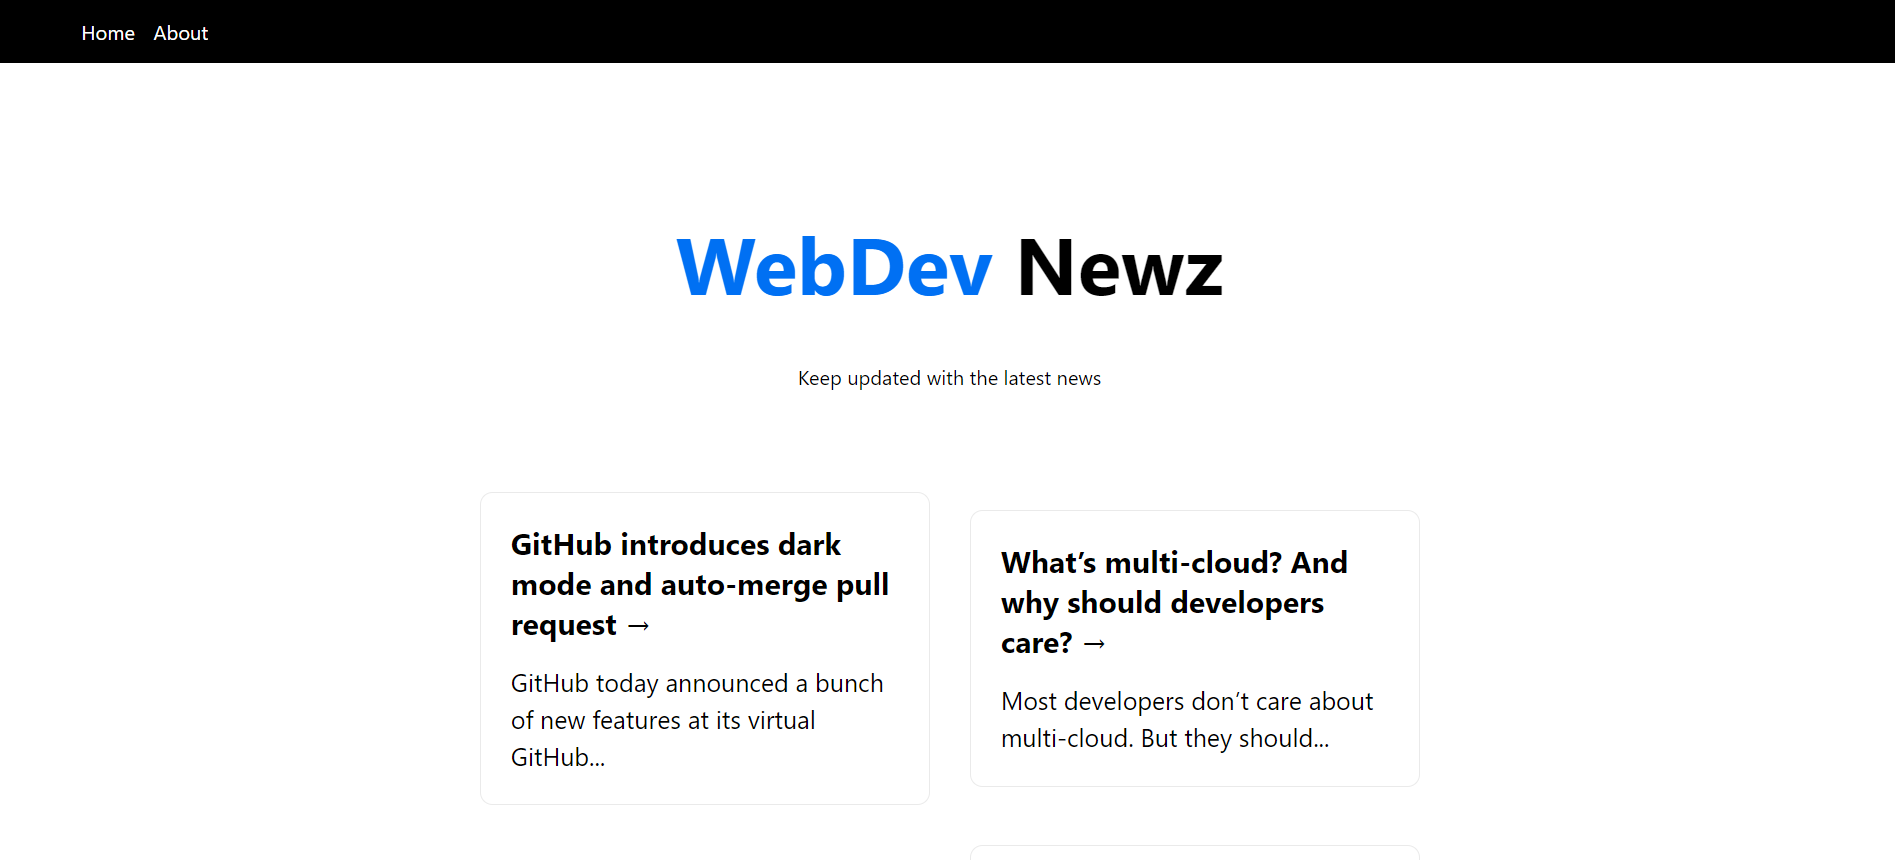 Home About
WebDev Newz
Keep updated with the latest news
GitHub introduces dark
mode and auto-merge pull
request →
GitHub today announced a bunch
of new features at its virtual
GitHub...
What’s multi-cloud? And
why should developers
care? →
Most developers don’t care about
multi-cloud. But they should...